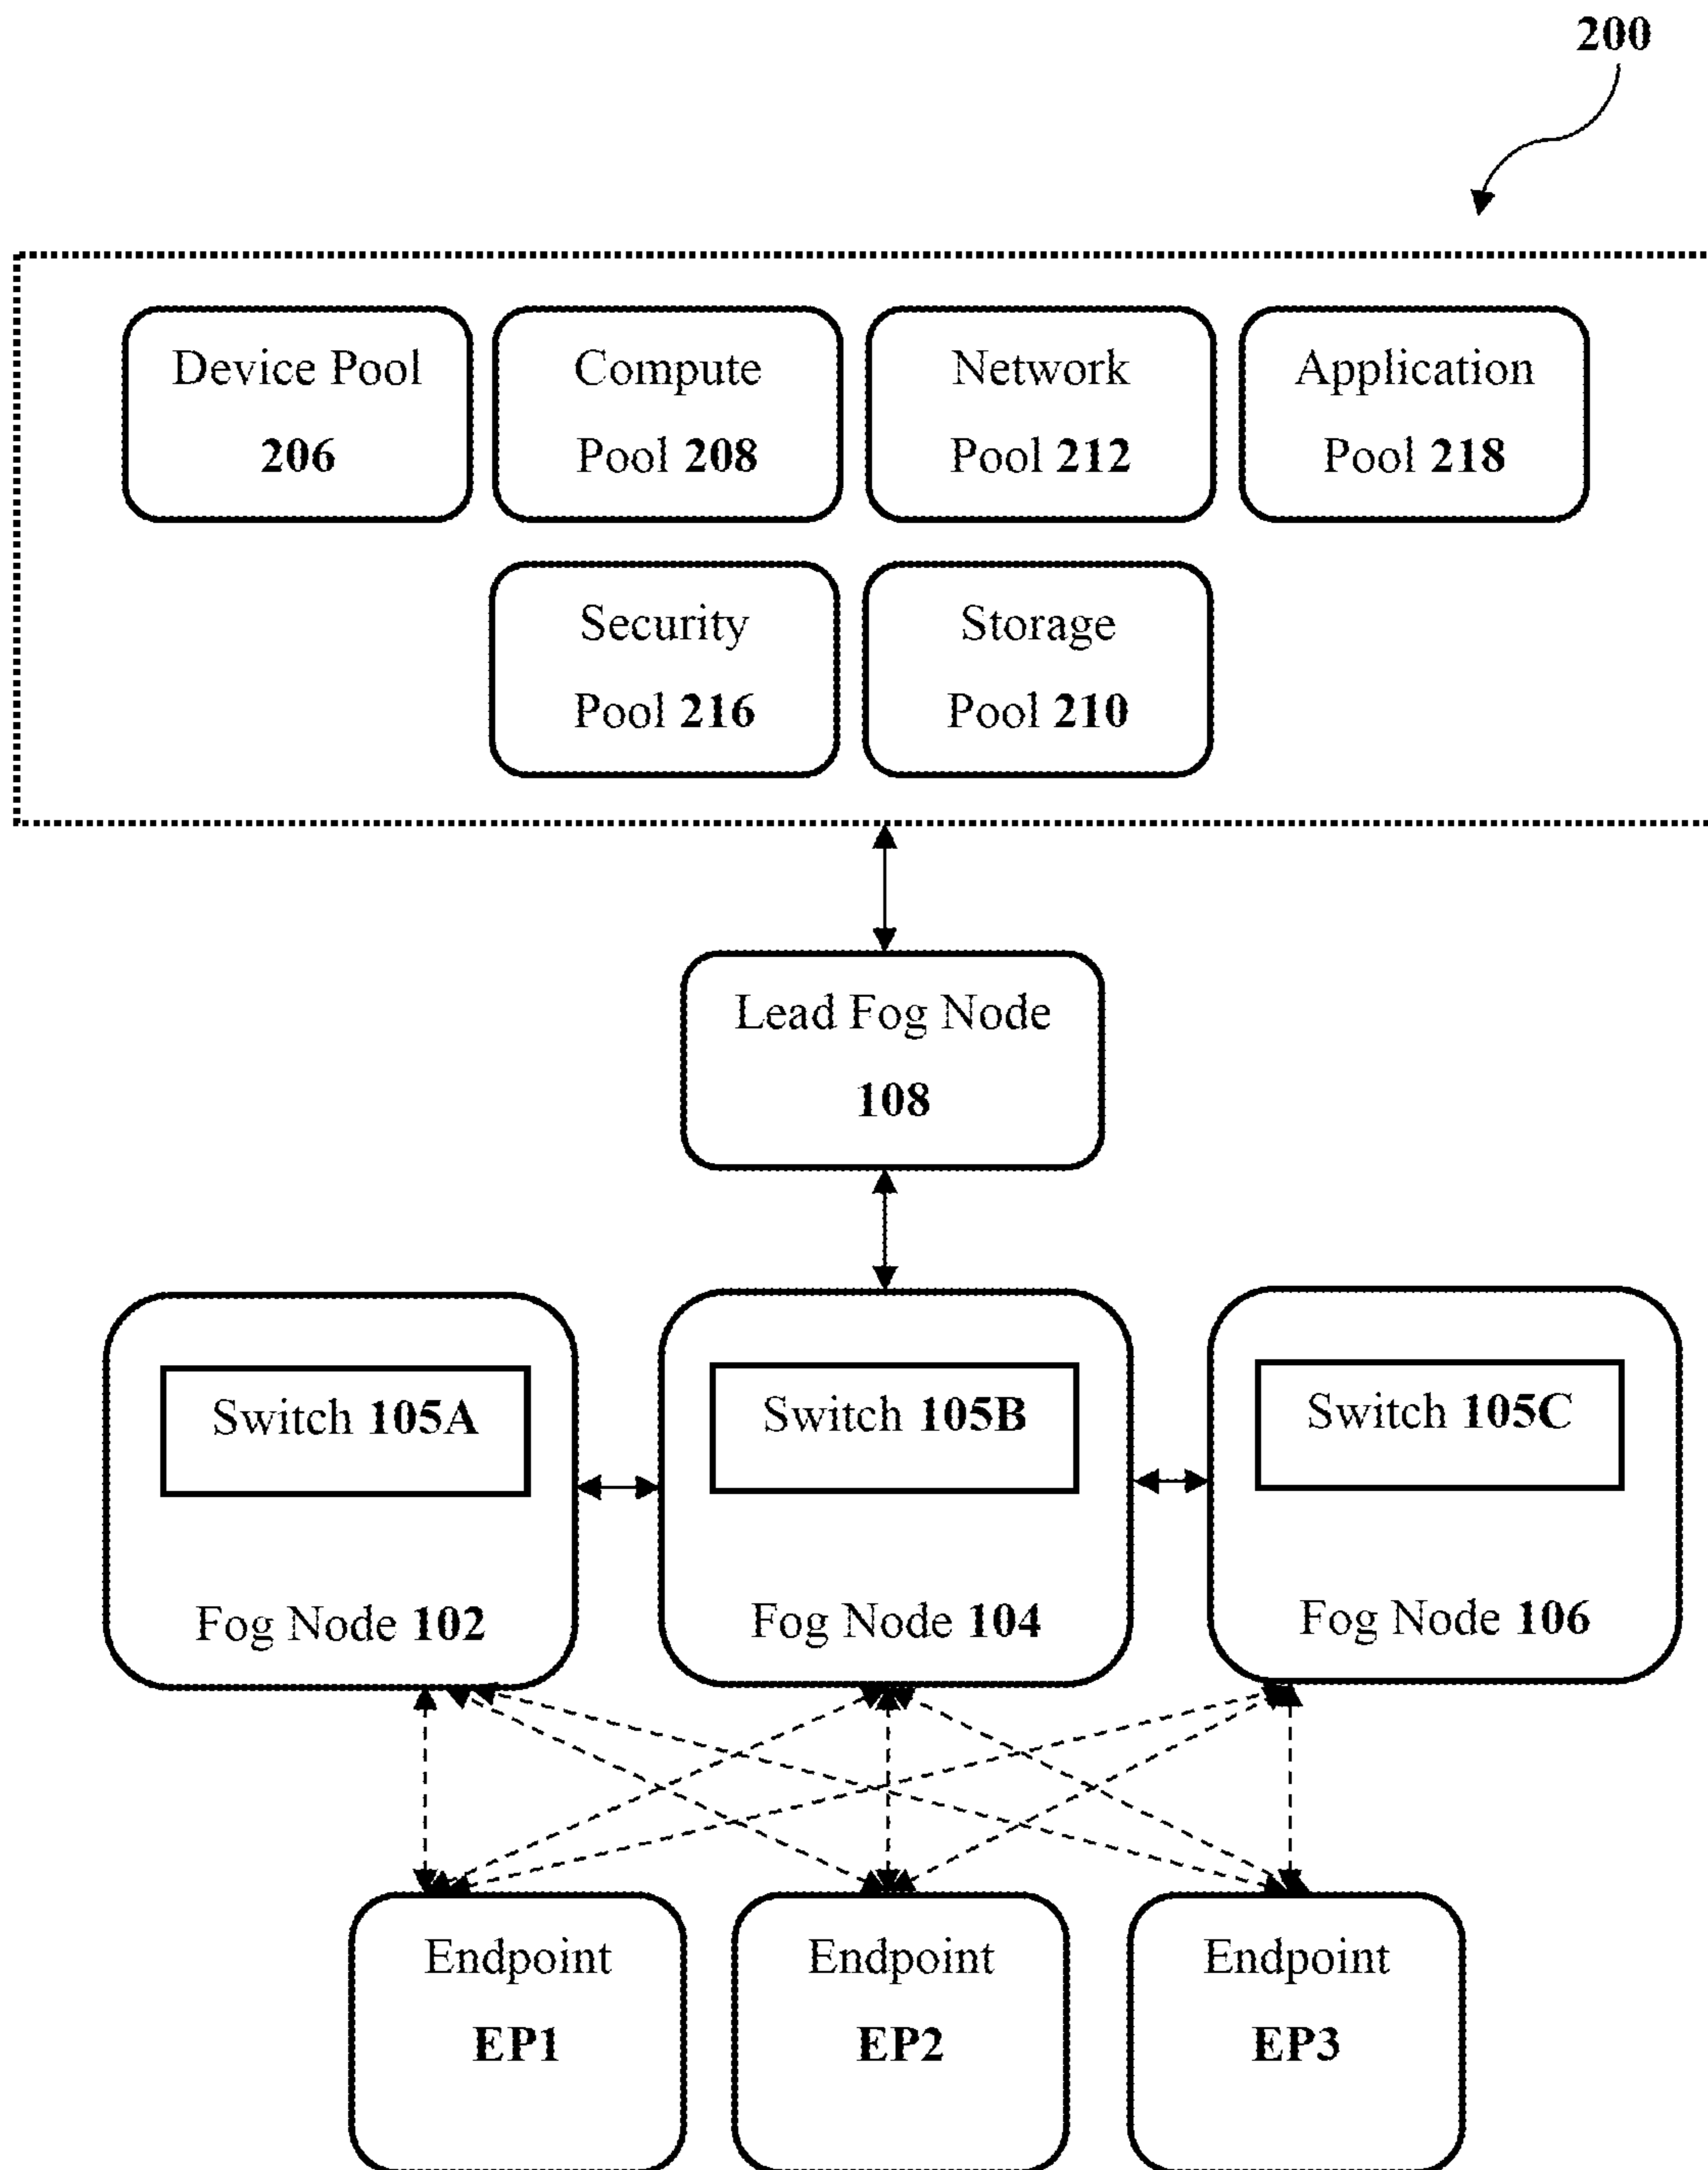 200
Device Pool
206
Compute
Pool 208
Network
Pool 212
Application
Pool 218
Security
Pool 216
Storage
Pool 210
Lead Fog Node
108
Switch 105A
Fog Node 102
Switch 105B
Fog Node 104
Switch 105C
Fog Node 106
Endpoint
EP1
Endpoint
EP2
Endpoint
EP3